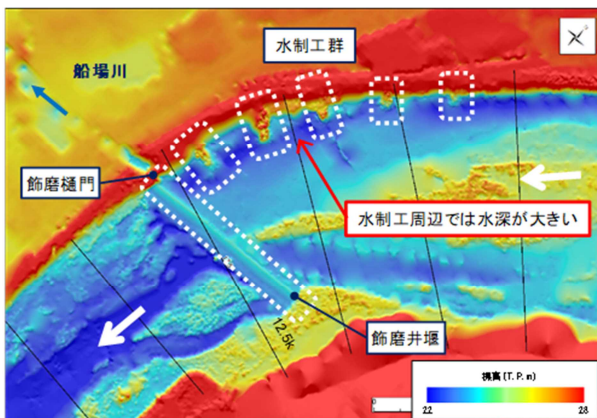 水制工群
船場川
飾磨樋門
水制工周辺では水深が大きい
飾磨井堰
12.5k
標高(T.P.m)
22
28
0